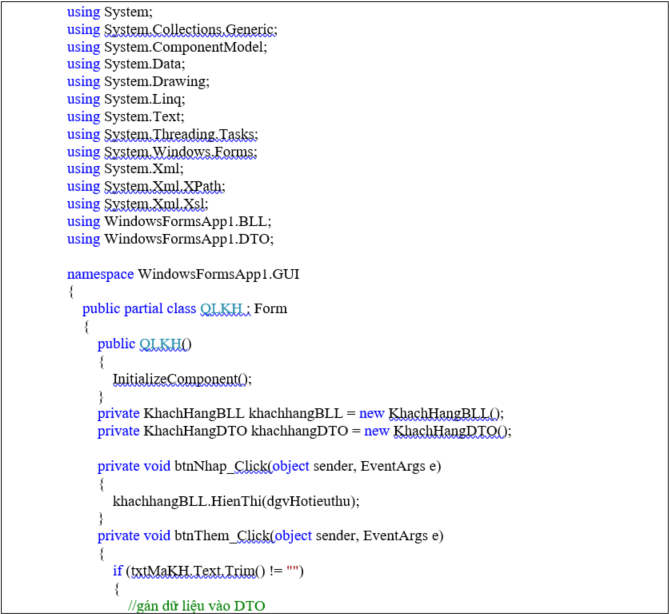 using System;
using System.Collections.Generic;
using System.ComponentModel;
using System.Data;
using System.Drawing;
using System.Linq;
using System.Text;
using System.Threading.Tasks;
using System.Windows.Forms;
using System.Xml;
using System.Xml.XPath;
using System.Xml.Xsl;
using WindowsFormsApp1.BLL;
using WindowsFormsApp1.DTO;

namespace WindowsFormsApp1.GUI
{
    public partial class QLKH : Form
    {
        public QLKH()
        {
            InitializeComponent();
        }
        private KhachHangBLL khachhangBLL = new KhachHangBLL();
        private KhachHangDTO khachhangDTO = new KhachHangDTO();

        private void btnNhap_Click(object sender, EventArgs e)
        {
            khachhangBLL.HienThi(dgvHotieuthu);
        }
        private void btnThem_Click(object sender, EventArgs e)
        {
            if (txtMaKH.Text.Trim() != "")
            {
                //gán dữ liệu vào DTO